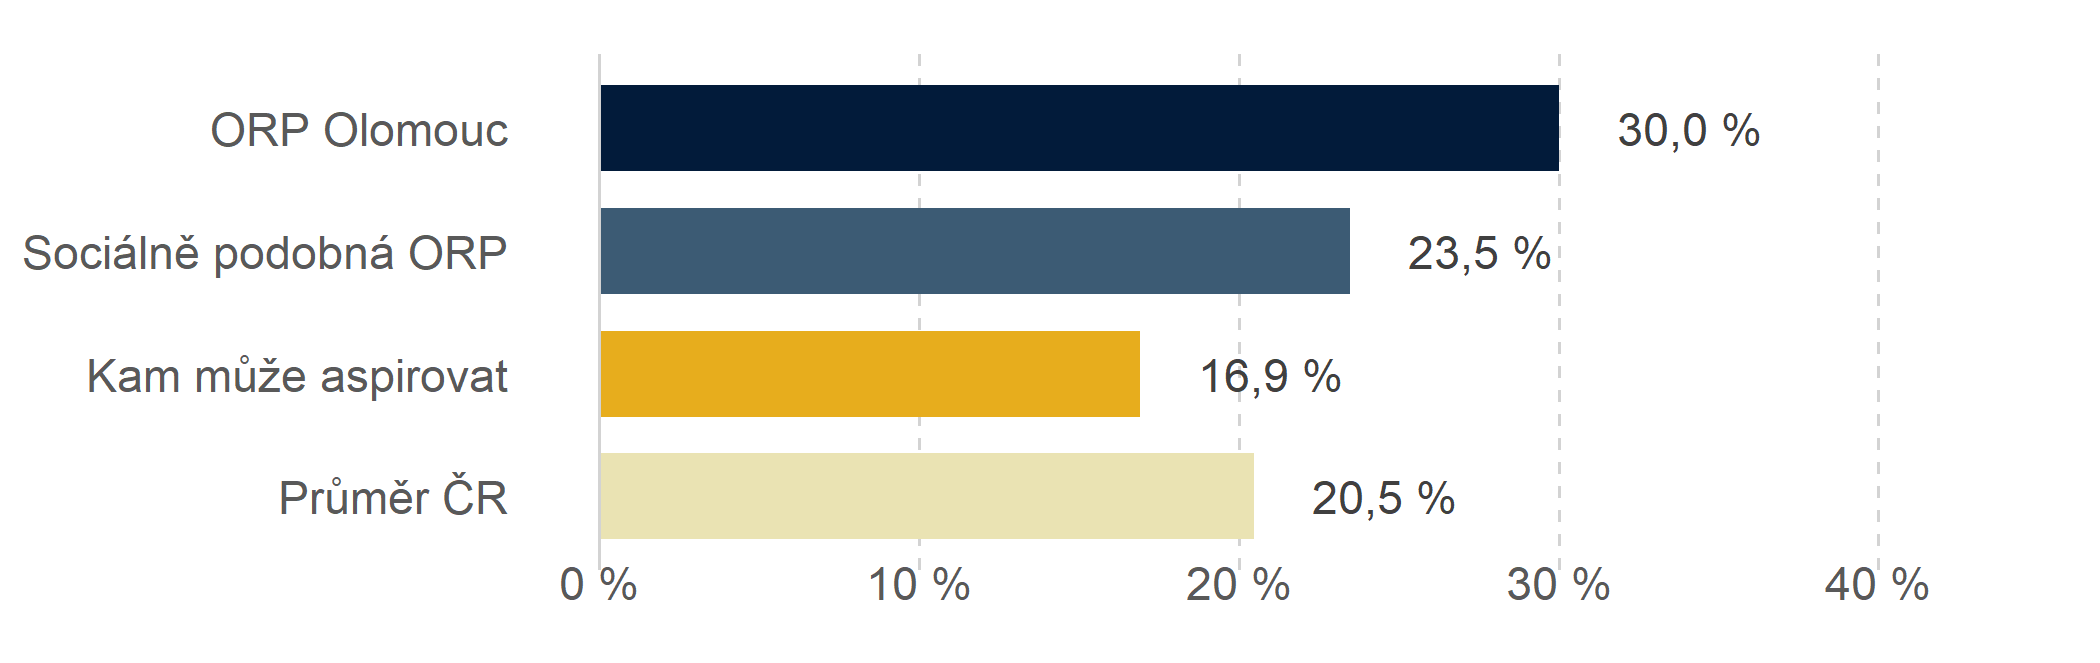 ORP Olomouc 30,0 %
Sociálně podobná ORP 23,5 %
Kam může aspirovat 16,9 %
Průměr ČR 20,5 %
0 % 10 % 20 % 30 % 40 %